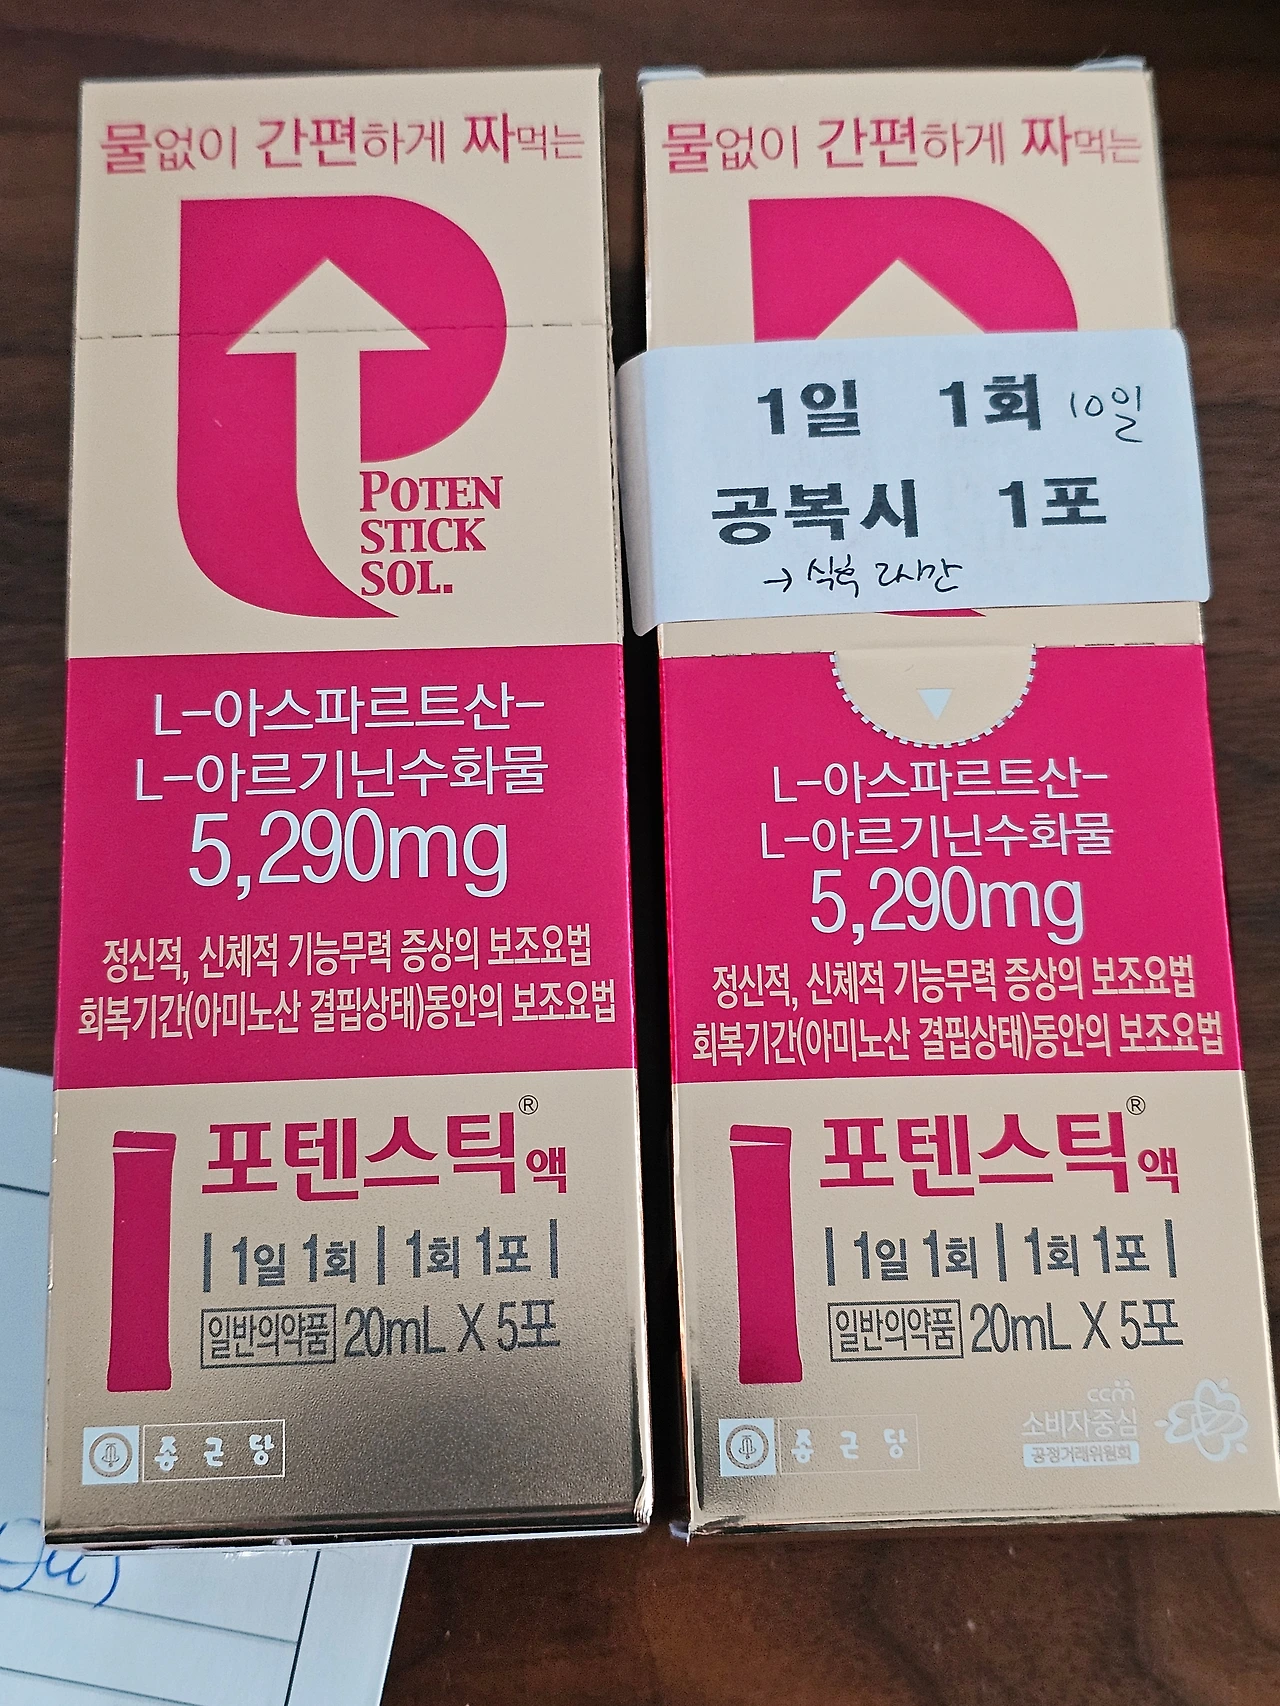 물없이 간편하게 짜먹는
POTEN
STICK
SOL.
L-아스파르트산-
L-아르기닌수화물
5,290mg
정신적, 신체적 기능무력 증상의 보조요법
회복기간(아미노산 결핍상태)동안의 보조요법
포텐스틱® 액
1일 1회 | 1회 1포
일반의약품 20mL X 5포
종근당
물없이 간편하게 짜먹는
1일 1회 10일
공복시 1포
→ 식후 2시간
L-아스파르트산-
L-아르기닌수화물
5,290mg
정신적, 신체적 기능무력 증상의 보조요법
회복기간(아미노산 결핍상태)동안의 보조요법
포텐스틱® 액
1일 1회 | 1회 1포
일반의약품 20mL X 5포
종근당
ccm
소비자중심
공정거래위원회